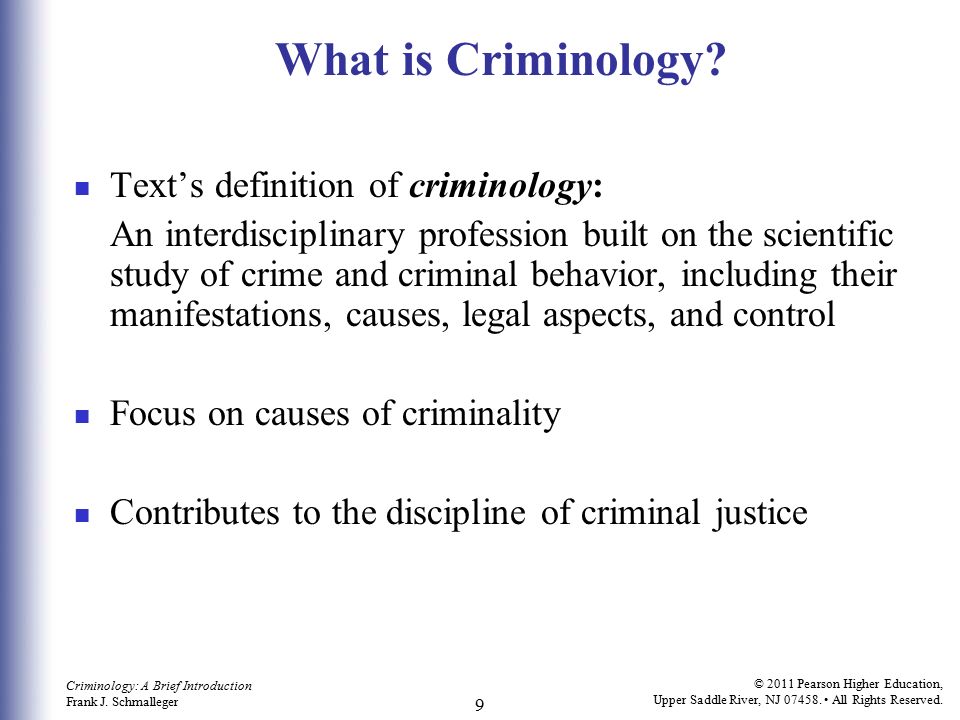 What is Criminology?
Text’s definition of criminology:
An interdisciplinary profession built on the scientific
study of crime and criminal behavior, including their
manifestations, causes, legal aspects, and control
Focus on causes of criminality
Contributes to the discipline of criminal justice
Criminology: A Brief Introduction
Frank J. Schmalleger
9
© 2011 Pearson Higher Education,
Upper Saddle River, NJ 07458. • All Rights Reserved.